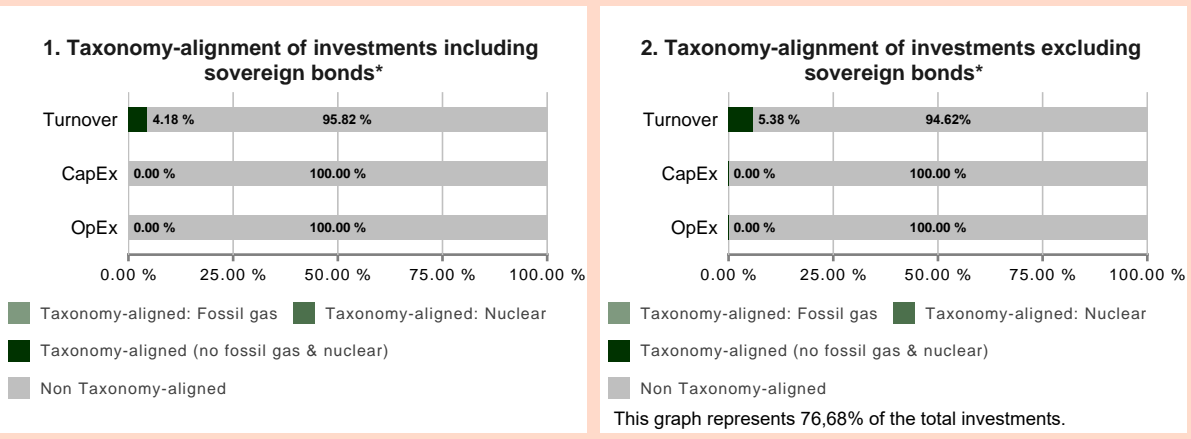 1. Taxonomy-alignment of investments including
sovereign bonds*
Turnover 4.18 % 95.82 %
CapEx 0.00 % 100.00 %
OpEx 0.00 % 100.00 %
0.00 % 25.00 % 50.00 % 75.00 % 100.00 %
Taxonomy-aligned: Fossil gas Taxonomy-aligned: Nuclear
Taxonomy-aligned (no fossil gas & nuclear)
Non Taxonomy-aligned
2. Taxonomy-alignment of investments excluding
sovereign bonds*
Turnover 5.38 % 94.62%
CapEx 0.00 % 100.00 %
OpEx 0.00 % 100.00 %
0.00 % 25.00 % 50.00 % 75.00 % 100.00 %
Taxonomy-aligned: Fossil gas Taxonomy-aligned: Nuclear
Taxonomy-aligned (no fossil gas & nuclear)
Non Taxonomy-aligned
This graph represents 76,68% of the total investments.